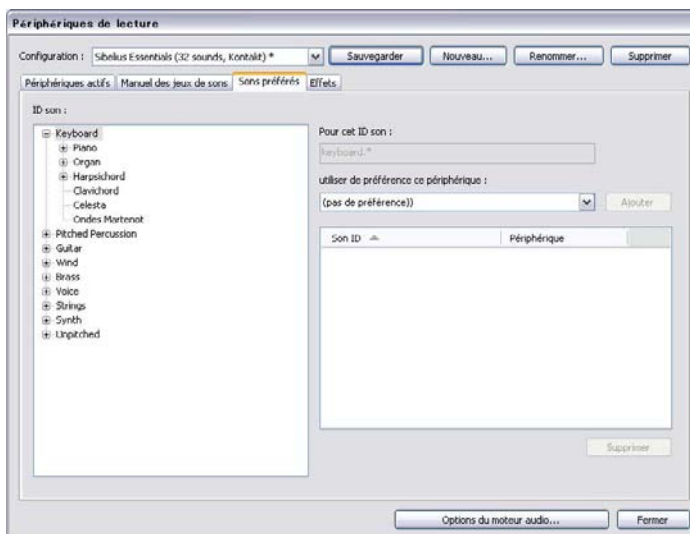 Périphériques de lecture
Configuration : Sibelius Essentials (32 sounds, Kontakt) * Sauvegarder Nouveau... Renommer... Supprimer
Périphériques actifs Manuel des jeux de sons Sons préférés Effets
ID son :
Keyboard
Piano
Organ
Harpsichord
Clavichord
Celesta
Ondes Martenot
Pitched Percussion
Guitar
Wind
Brass
Voice
Strings
Synth
Unpitched
Pour cet ID son :
keyboard.*
utiliser de préférence ce périphérique :
(pas de préférence)) Ajouter
Son ID Périphérique
Supprimer
Options du moteur audio... Fermer